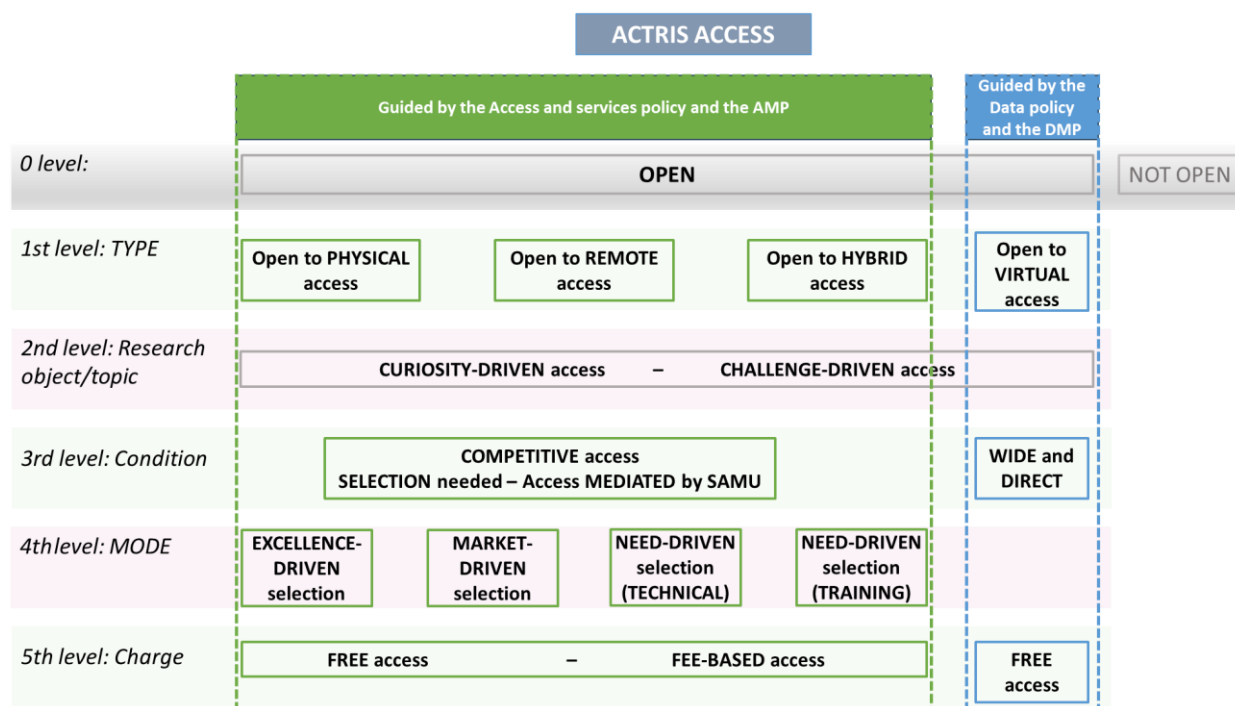 ACTRIS ACCESS
Guided by the Access and services policy and the AMP
Guided by the
Data policy
and the DMP
0 level:
OPEN
NOT OPEN
1st level: TYPE
Open to PHYSICAL
access
Open to REMOTE
access
Open to HYBRID
access
Open to
VIRTUAL
access
2nd level: Research
object/topic
CURIOSITY-DRIVEN access – CHALLENGE-DRIVEN access
3rd level: Condition
COMPETITIVE access
SELECTION needed – Access MEDIATED by SAMU
WIDE and
DIRECT
4th level: MODE
EXCELLENCE-
DRIVEN
selection
MARKET-
DRIVEN
selection
NEED-DRIVEN
selection
(TECHNICAL)
NEED-DRIVEN
selection
(TRAINING)
5th level: Charge
FREE access – FEE-BASED access
FREE
access